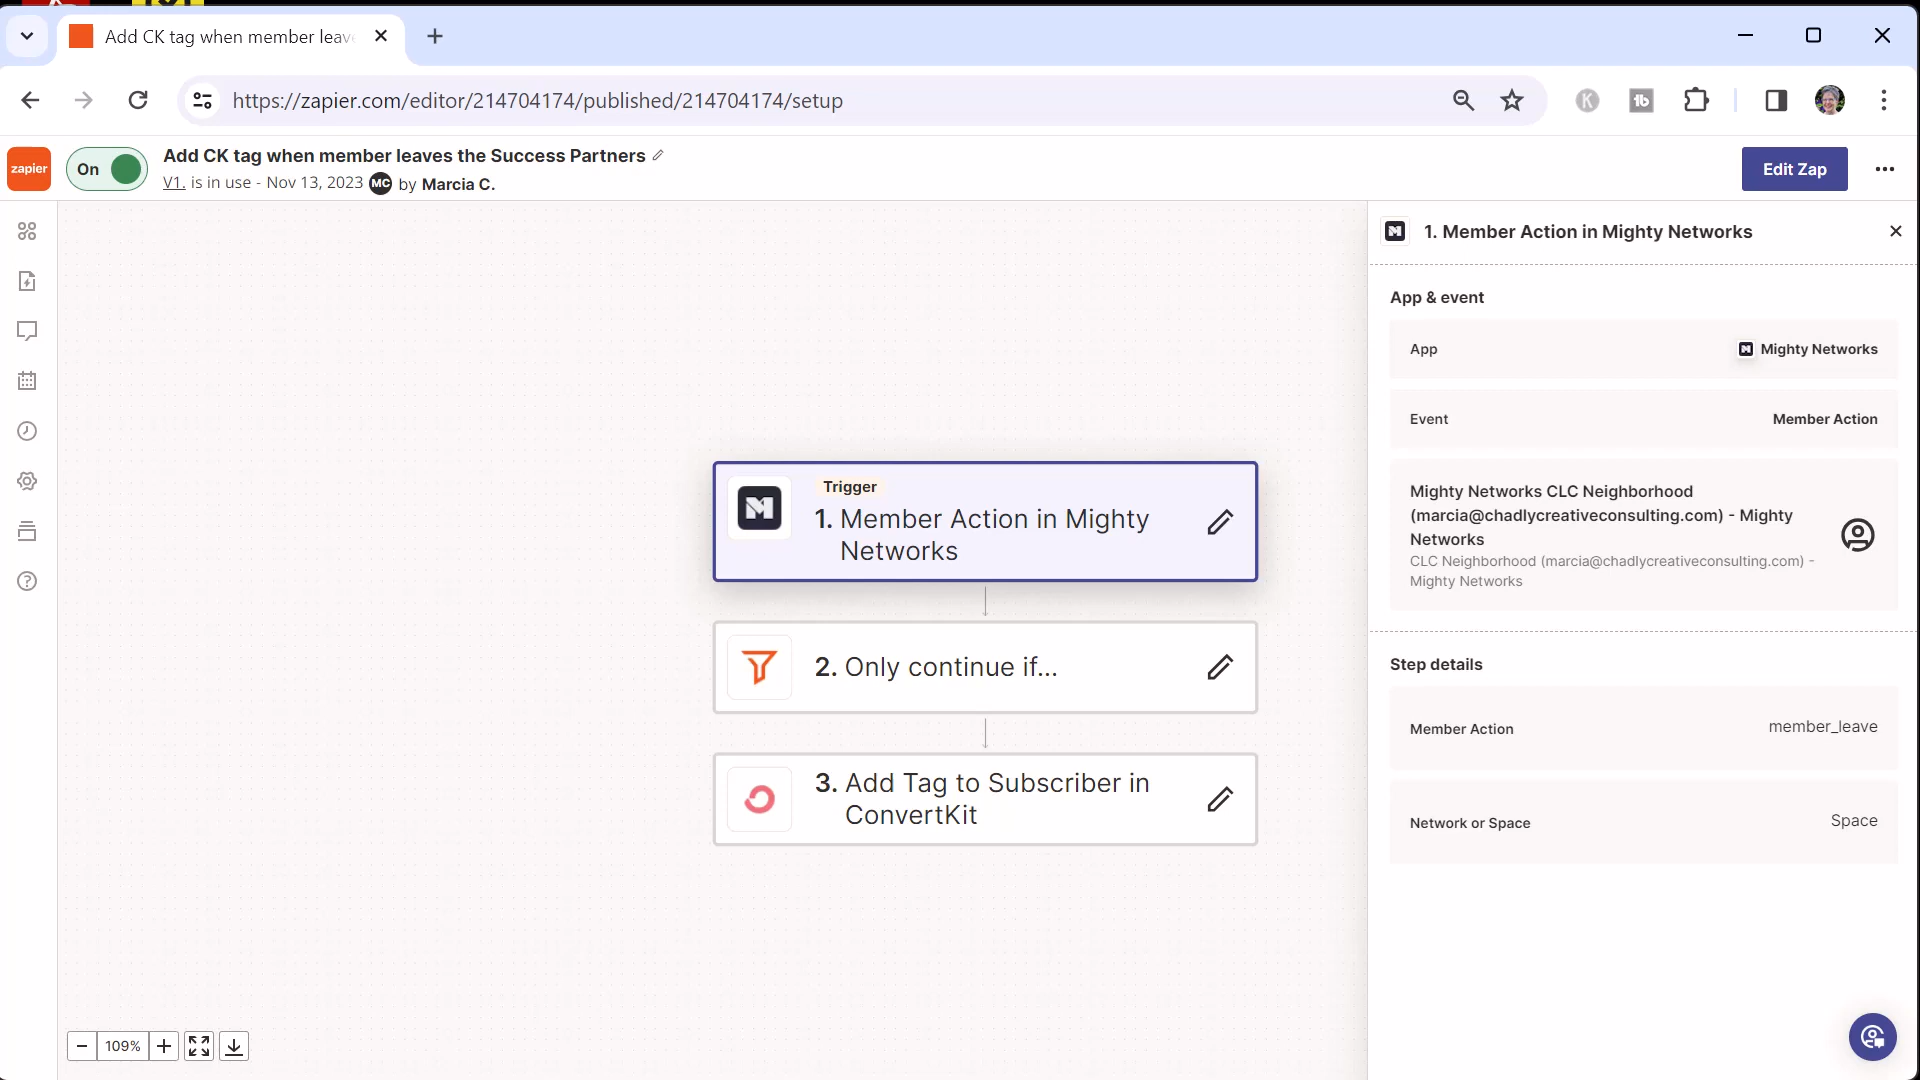 Add CK tag when member leav
https://zapier.com/editor/214704174/published/214704174/setup
zapier
On
Add CK tag when member leaves the Success Partners
V1. is in use - Nov 13, 2023 MC by Marcia C.
Edit Zap
1. Member Action in Mighty Networks
App & event
App
Mighty Networks
Event
Member Action
Mighty Networks CLC Neighborhood
(marcia@chadlycreativeconsulting.com) - Mighty
Networks
CLC Neighborhood (marcia@chadlycreativeconsulting.com) -
Mighty Networks
Step details
Member Action
member_leave
Network or Space
Space
Trigger
1. Member Action in Mighty
Networks
2. Only continue if...
3. Add Tag to Subscriber in
ConvertKit
109%